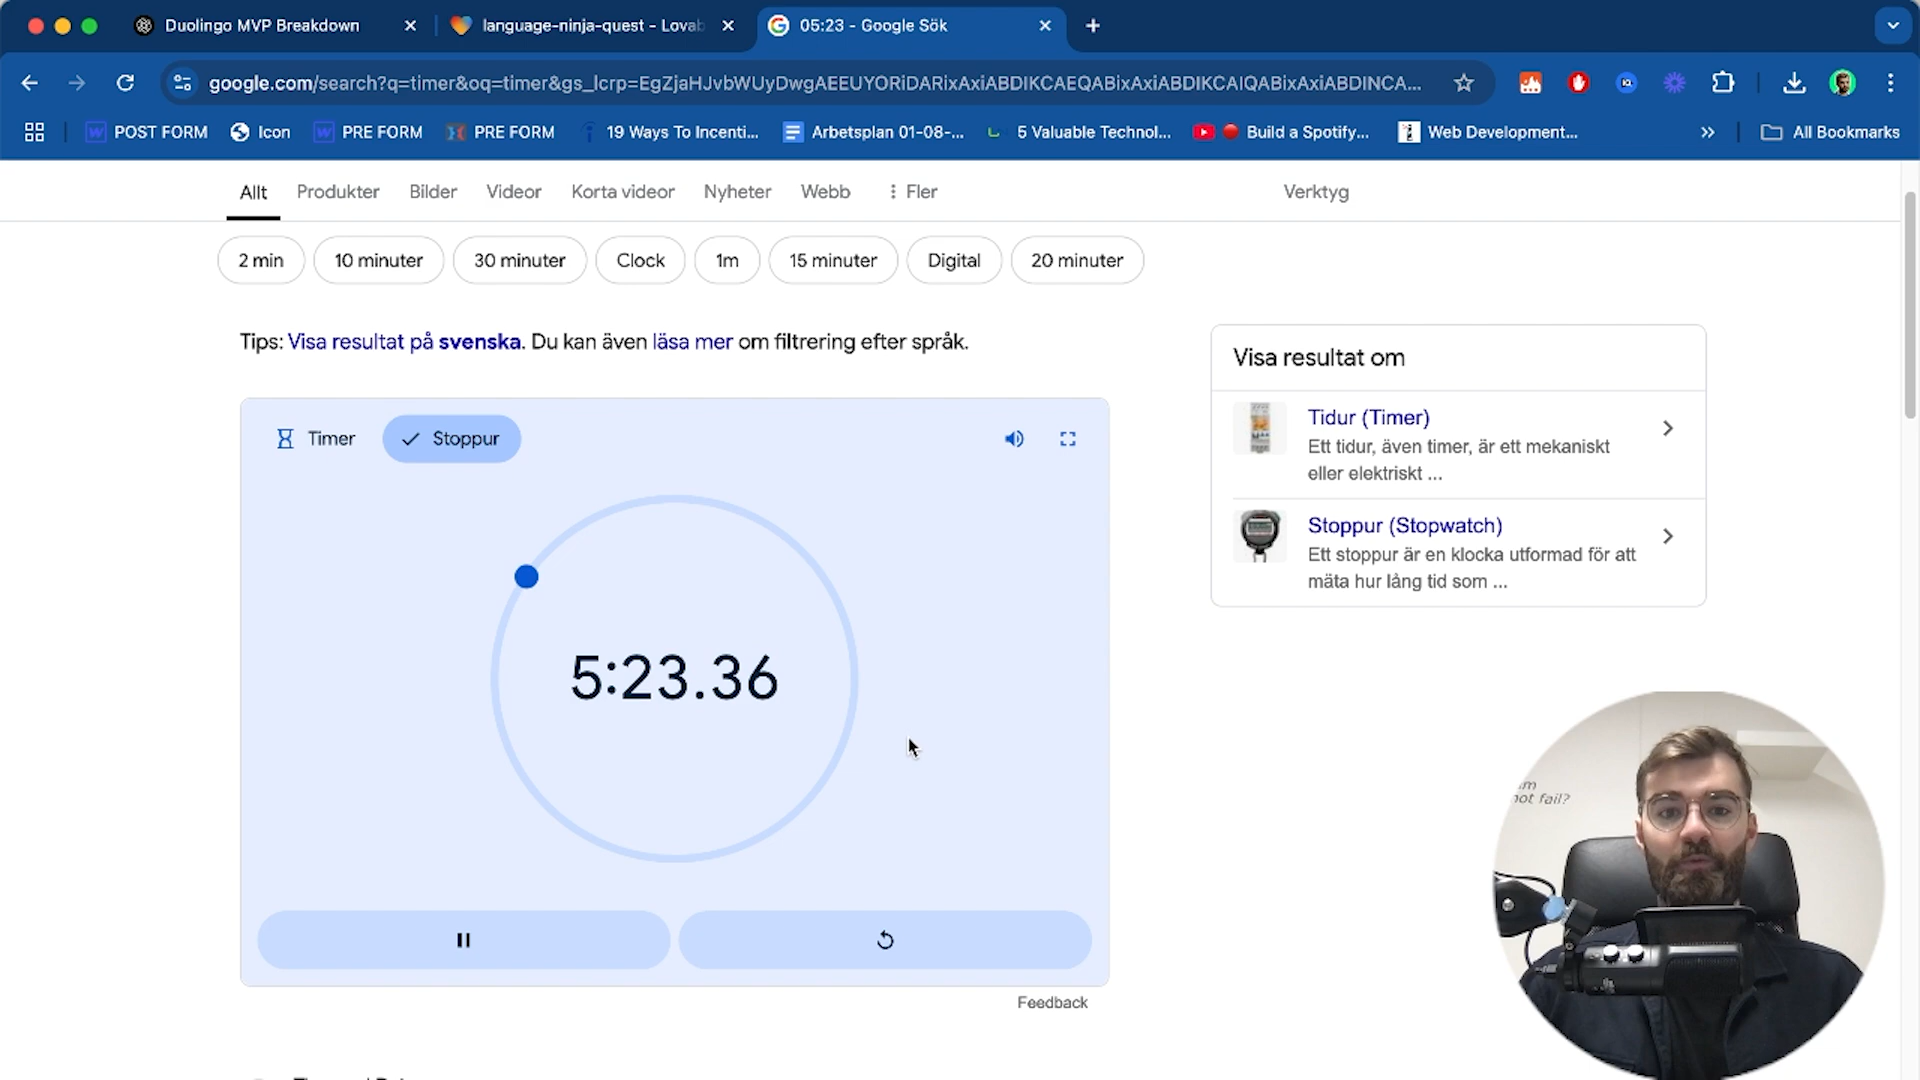 Duolingo MVP Breakdown
language-ninja-quest - Lovab
05:23 - Google Sök
google.com/search?q=timer&oq=timer&gs_lcrp=EgZjaHJvbWUyDwgAEEUYORiDARixAxiABDIKCAEQABixAxiABDIKCAIQABixAxiABDINCA...
POST FORM
Icon
PRE FORM
PRE FORM
19 Ways To Incenti...
Arbetsplan 01-08-...
5 Valuable Technol...
Build a Spotify...
Web Development...
All Bookmarks
Allt
Produkter
Bilder
Videor
Korta videor
Nyheter
Webb
Fler
Verktyg
2 min
10 minuter
30 minuter
Clock
1m
15 minuter
Digital
20 minuter
Tips: Visa resultat på svenska. Du kan även läsa mer om filtrering efter språk.
Timer
Stoppur
5:23.36
Feedback
Visa resultat om
Tidur (Timer)
Ett tidur, även timer, är ett mekaniskt
eller elektriskt ...
Stoppur (Stopwatch)
Ett stoppur är en klocka utformad för att
mäta hur lång tid som ...
not fail?